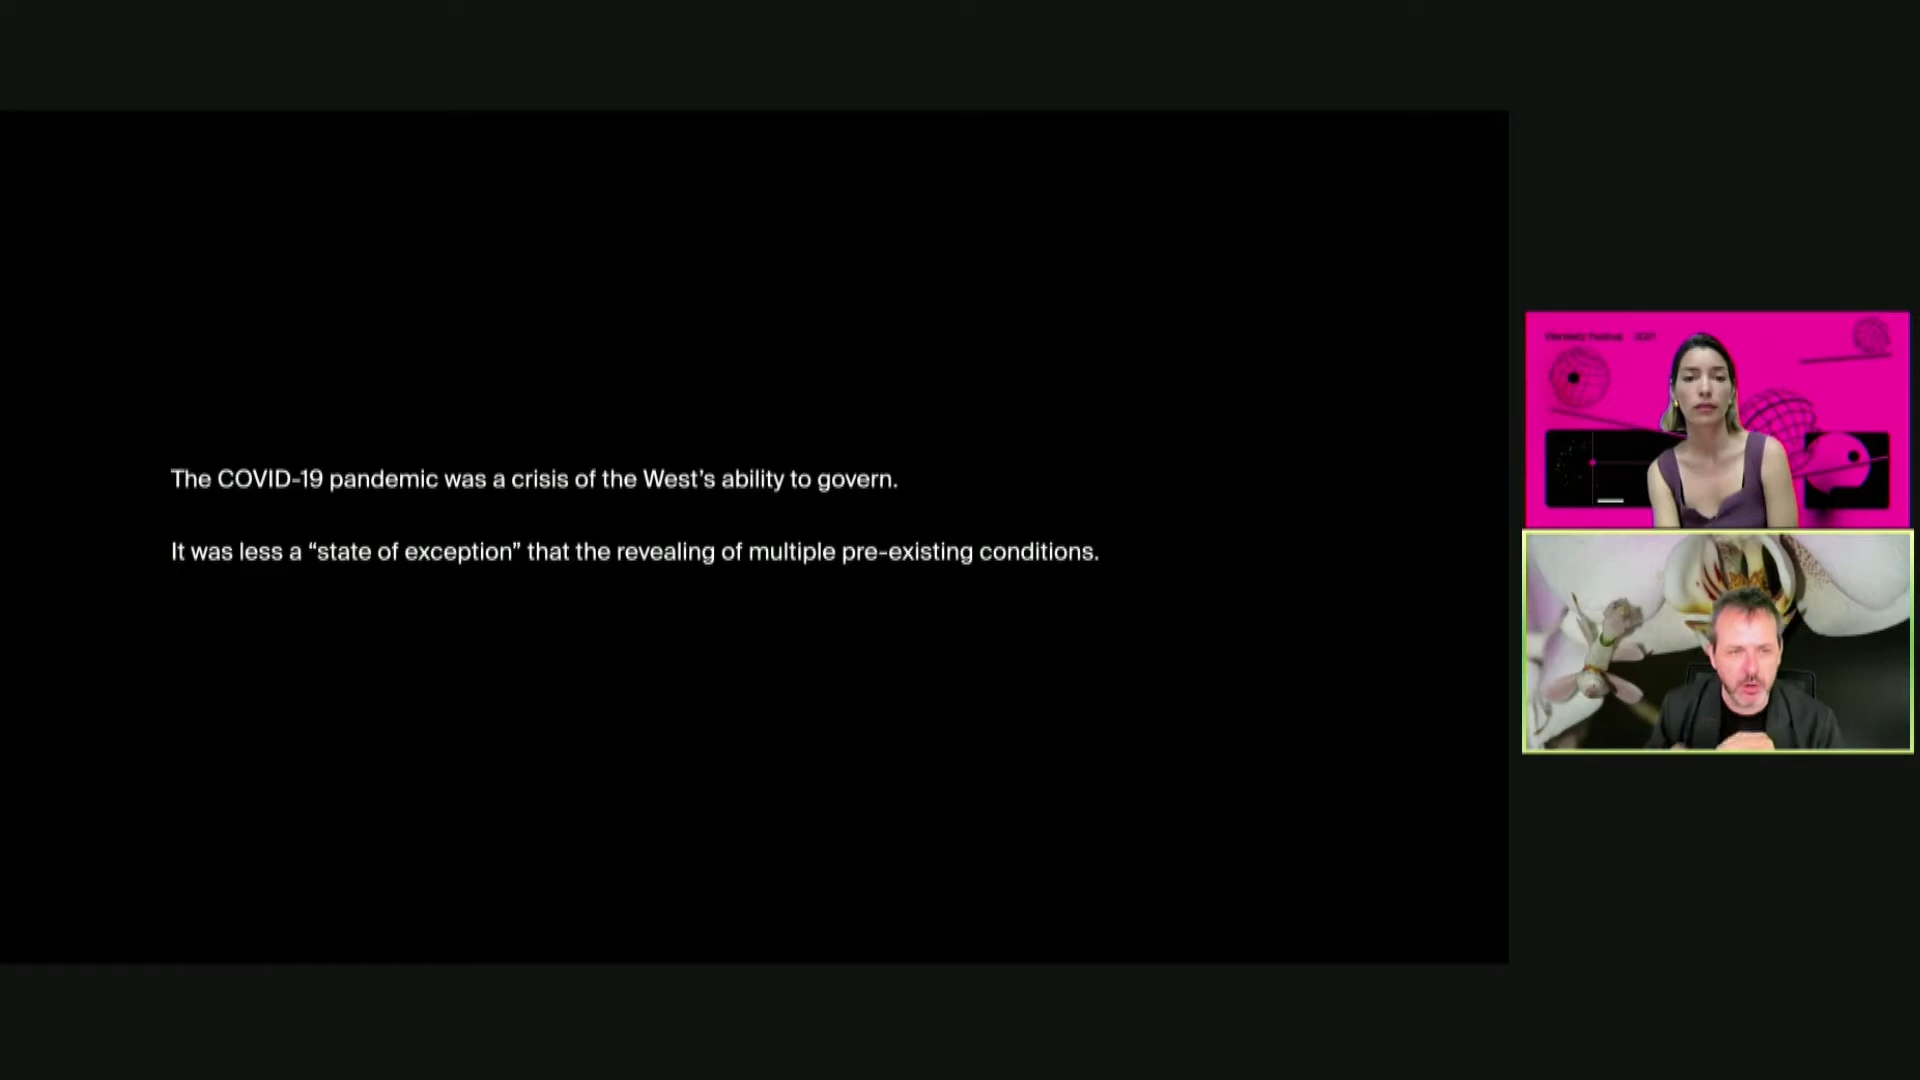 The COVID-19 pandemic was a crisis of the West’s ability to govern.
It was less a “state of exception” that the revealing of multiple pre-existing conditions.